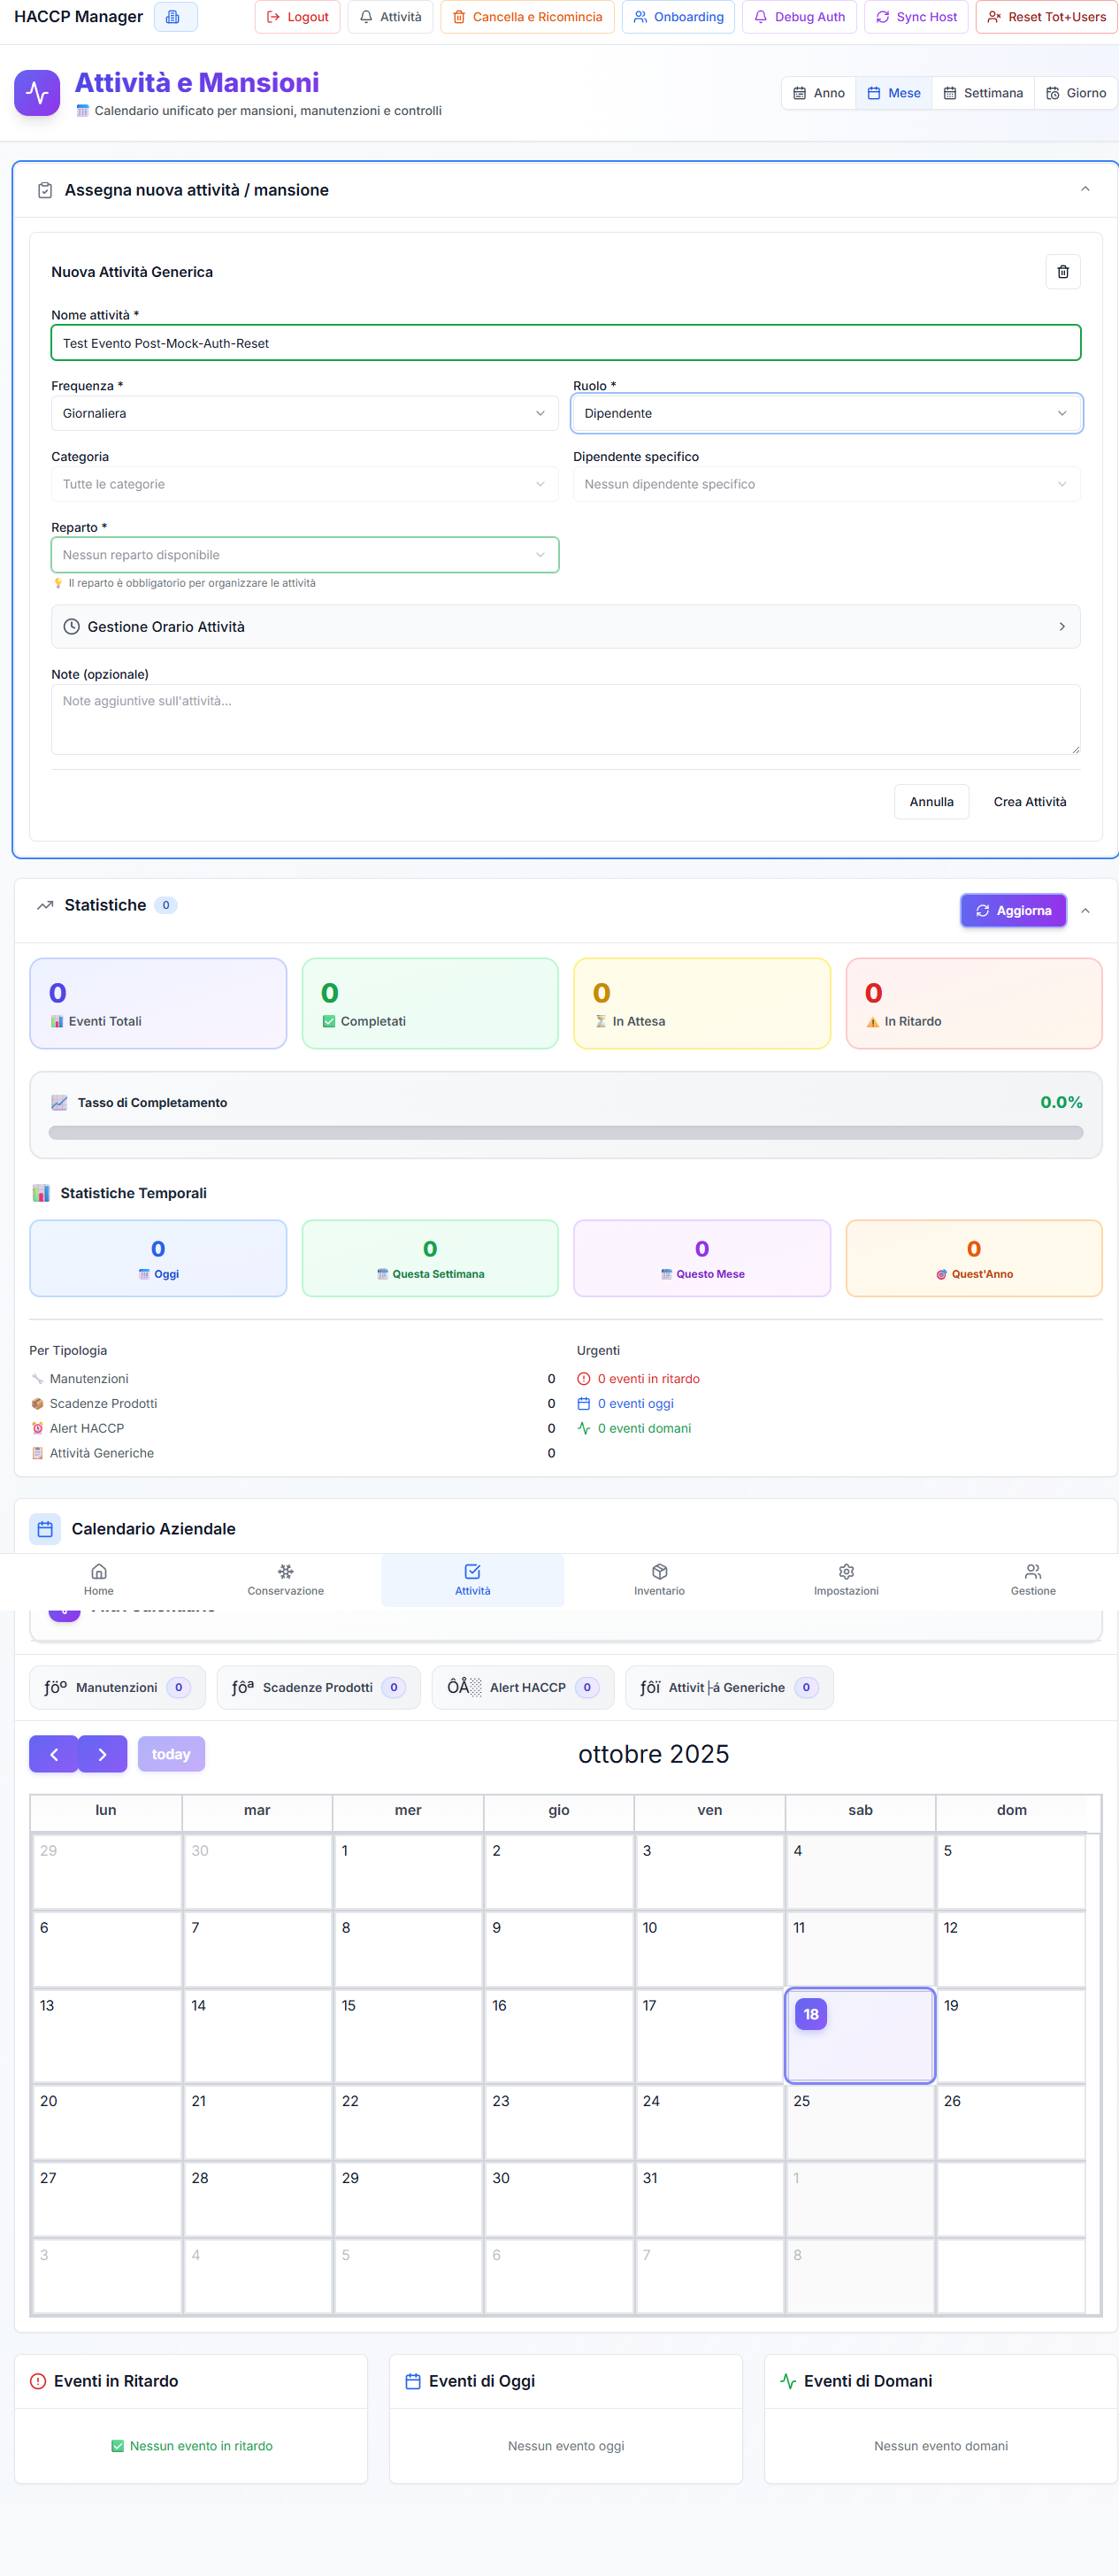 HACCP Manager
Logout
Attività
Cancella e Ricomincia
Onboarding
Debug Auth
Sync Host
Reset Tot+Users
Attività e Mansioni
Calendario unificato per mansioni, manutenzioni e controlli
Anno
Mese
Settimana
Giorno
Assegna nuova attività / mansione
Nuova Attività Generica
Nome attività *
Test Evento Post-Mock-Auth-Reset
Frequenza *
Ruolo *
Giornaliera
Dipendente
Categoria
Dipendente specifico
Tutte le categorie
Nessun dipendente specifico
Reparto *
Nessun reparto disponibile
Il reparto è obbligatorio per organizzare le attività
Gestione Orario Attività
Note (opzionale)
Note aggiuntive sull'attività...
Annulla
Crea Attività
Statistiche 0
Aggiorna
0
Eventi Totali
0
Completati
0
In Attesa
0
In Ritardo
Tasso di Completamento
0.0%
Statistiche Temporali
0
Oggi
0
Questa Settimana
0
Questo Mese
0
Quest'Anno
Per Tipologia
Manutenzioni 0
Scadenze Prodotti 0
Alert HACCP 0
Attività Generiche 0
Urgenti
0 eventi in ritardo
0 eventi oggi
0 eventi domani
Calendario Aziendale
Home
Conservazione
Attività
Inventario
Impostazioni
Gestione
ƒöº Manutenzioni 0
ƒôª Scadenze Prodotti 0
ÔÅ░ Alert HACCP 0
ƒôï Attivit├á Generiche 0
today
ottobre 2025
lun mar mer gio ven sab dom
29 30 1 2 3 4 5
6 7 8 9 10 11 12
13 14 15 16 17 18 19
20 21 22 23 24 25 26
27 28 29 30 31 1
3 4 5 6 7 8
Eventi in Ritardo
Nessun evento in ritardo
Eventi di Oggi
Nessun evento oggi
Eventi di Domani
Nessun evento domani